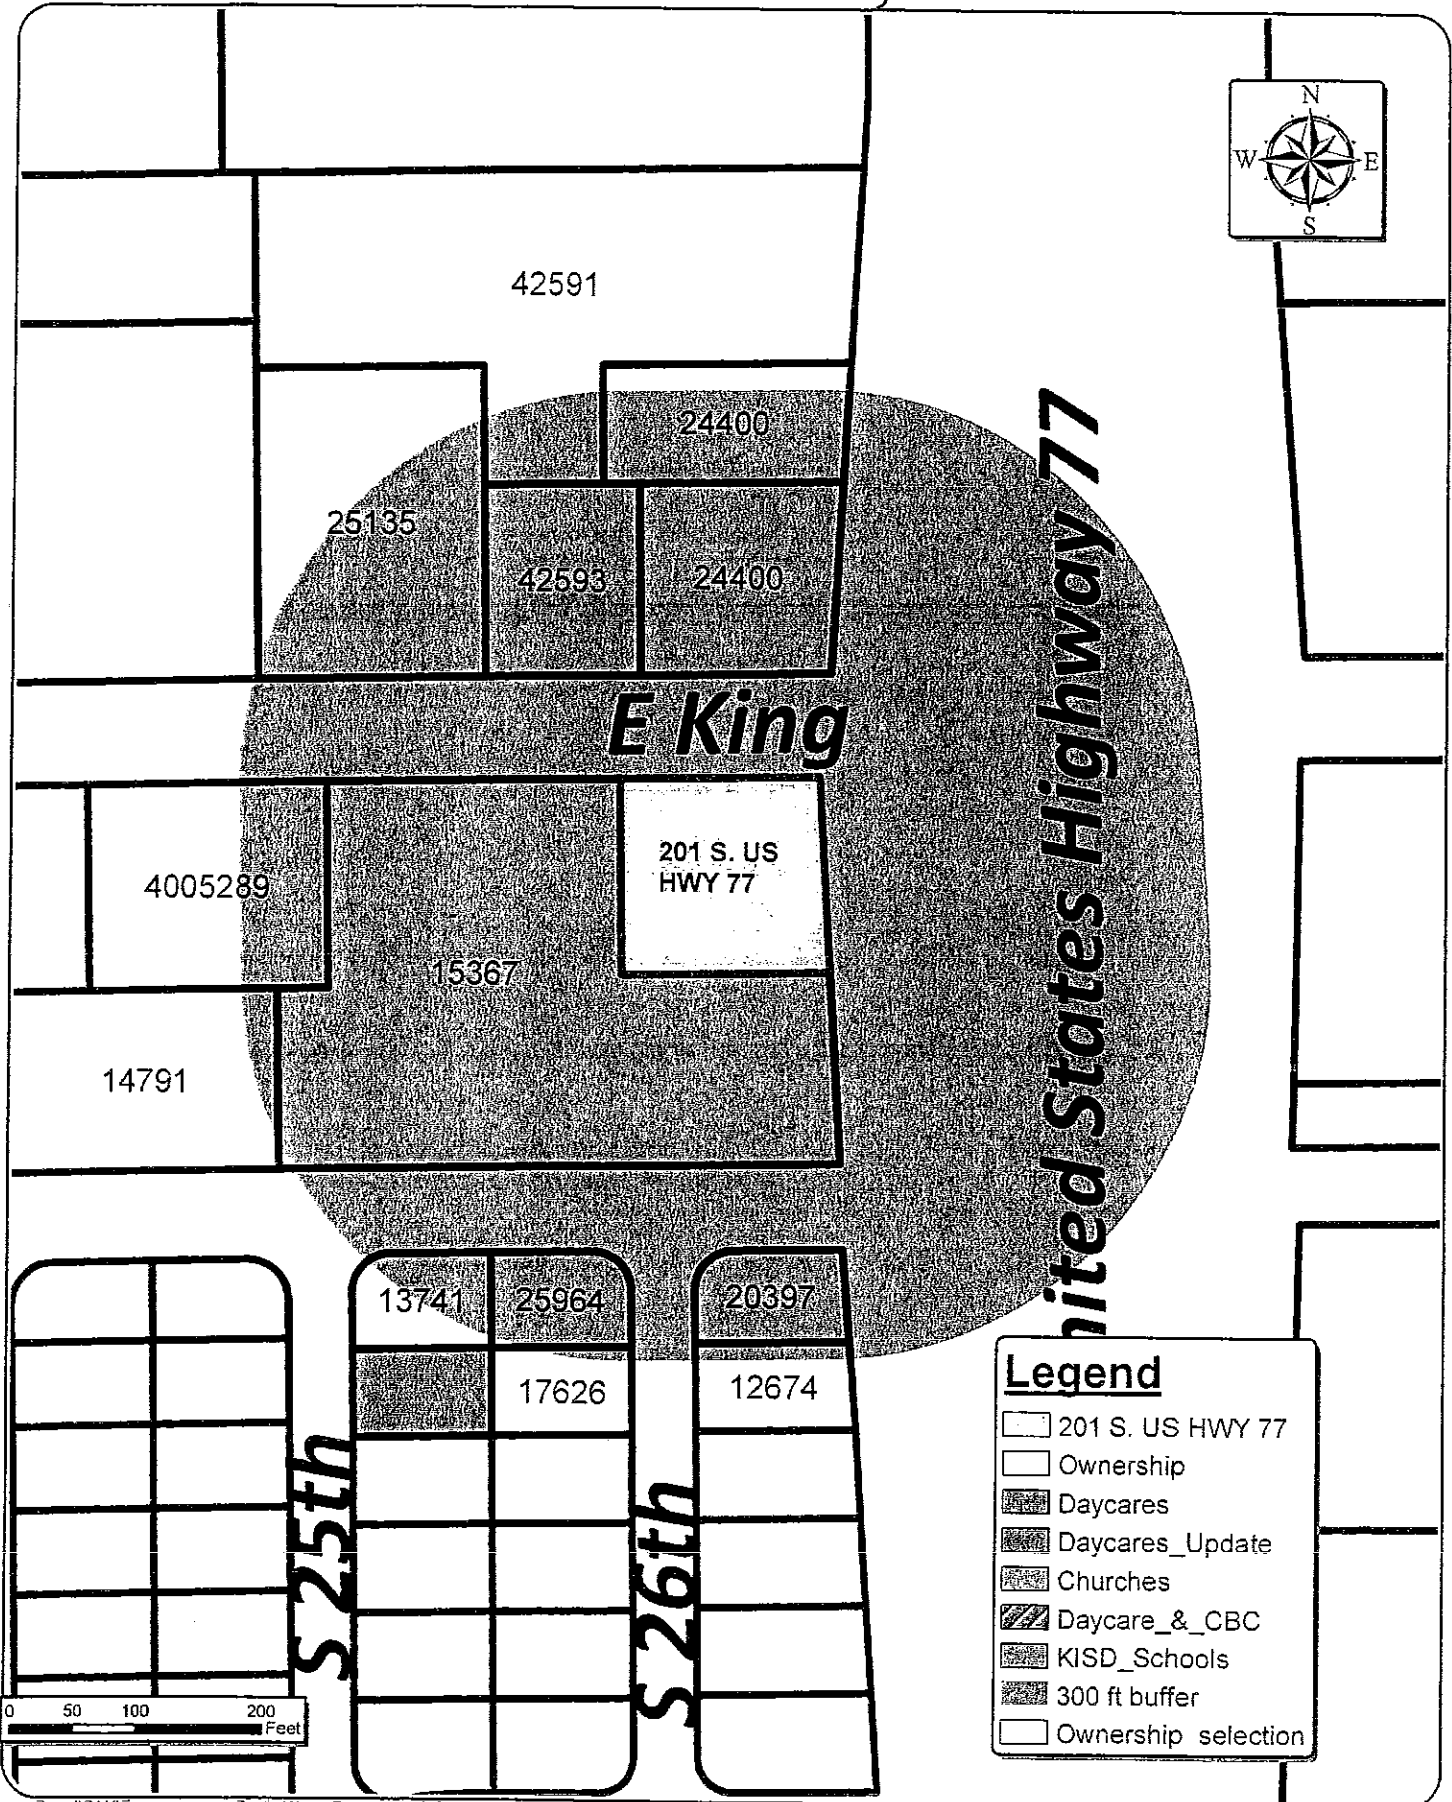 N
W E
S
42591
24400
25135
42593
24400
E King
United States Highway 77
201 S. US
HWY 77
4005289
15367
14791
13741
25964
20397
17626
12674
S 25th
S 26th
Legend
201 S. US HWY 77
Ownership
Daycares
Daycares_Update
Churches
Daycare_&_CBC
KISD_Schools
300 ft buffer
Ownership selection
0 50 100 200
Feet